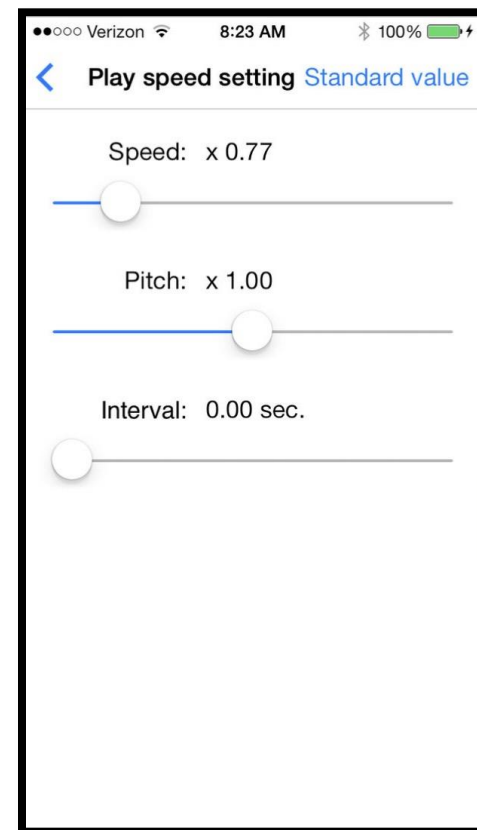 Verizon 8:23 AM 100%
Play speed setting Standard value
Speed: x 0.77
Pitch: x 1.00
Interval: 0.00 sec.